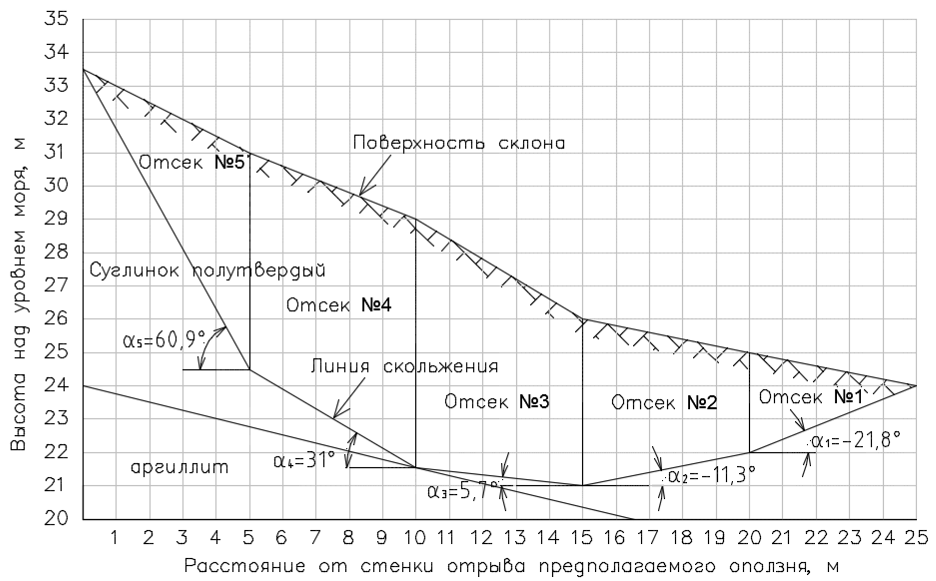 Высота над уровнем моря, м
35
34
33
32
31
30
29
28
27
26
25
24
23
22
21
20
Поверхность склона
Отсек №5
Суглинок полутвердый
Отсек №4
α₅=60,9°
Линия скольжения
Отсек №3
Отсек №2
Отсек №1
α₁=-21,8°
аргиллит
α₄=31°
α₃=5,7°
α₂=-11,3°
1 2 3 4 5 6 7 8 9 10 11 12 13 14 15 16 17 18 19 20 21 22 23 24 25
Расстояние от стенки отрыва предполагаемого оползня, м